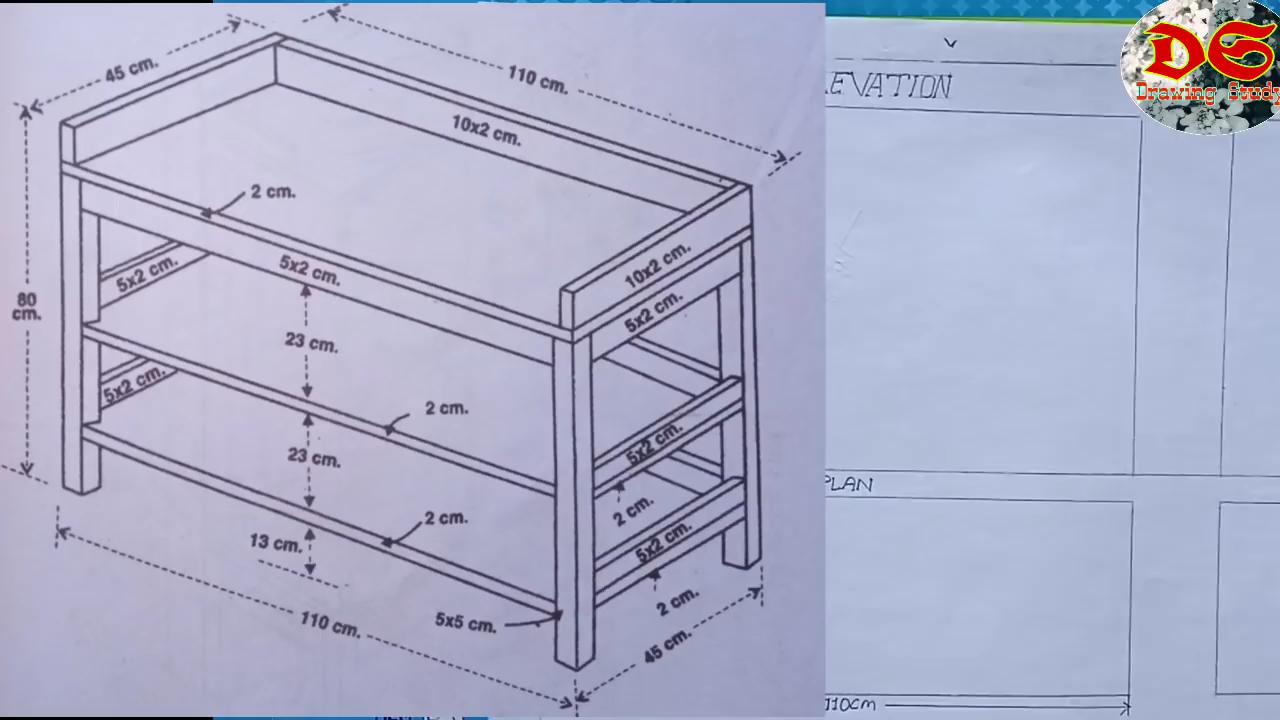 45 cm.
110 cm.
10x2 cm.
2 cm.
5x2 cm.
5x2 cm.
10x2 cm.
5x2 cm.
80
cm.
23 cm.
5x2 cm.
2 cm.
23 cm.
5x2 cm.
2 cm.
2 cm.
13 cm.
5x2 cm.
2 cm.
5x5 cm.
110 cm.
45 cm.
EVATION
PLAN
110cm
DS
Drawing Study